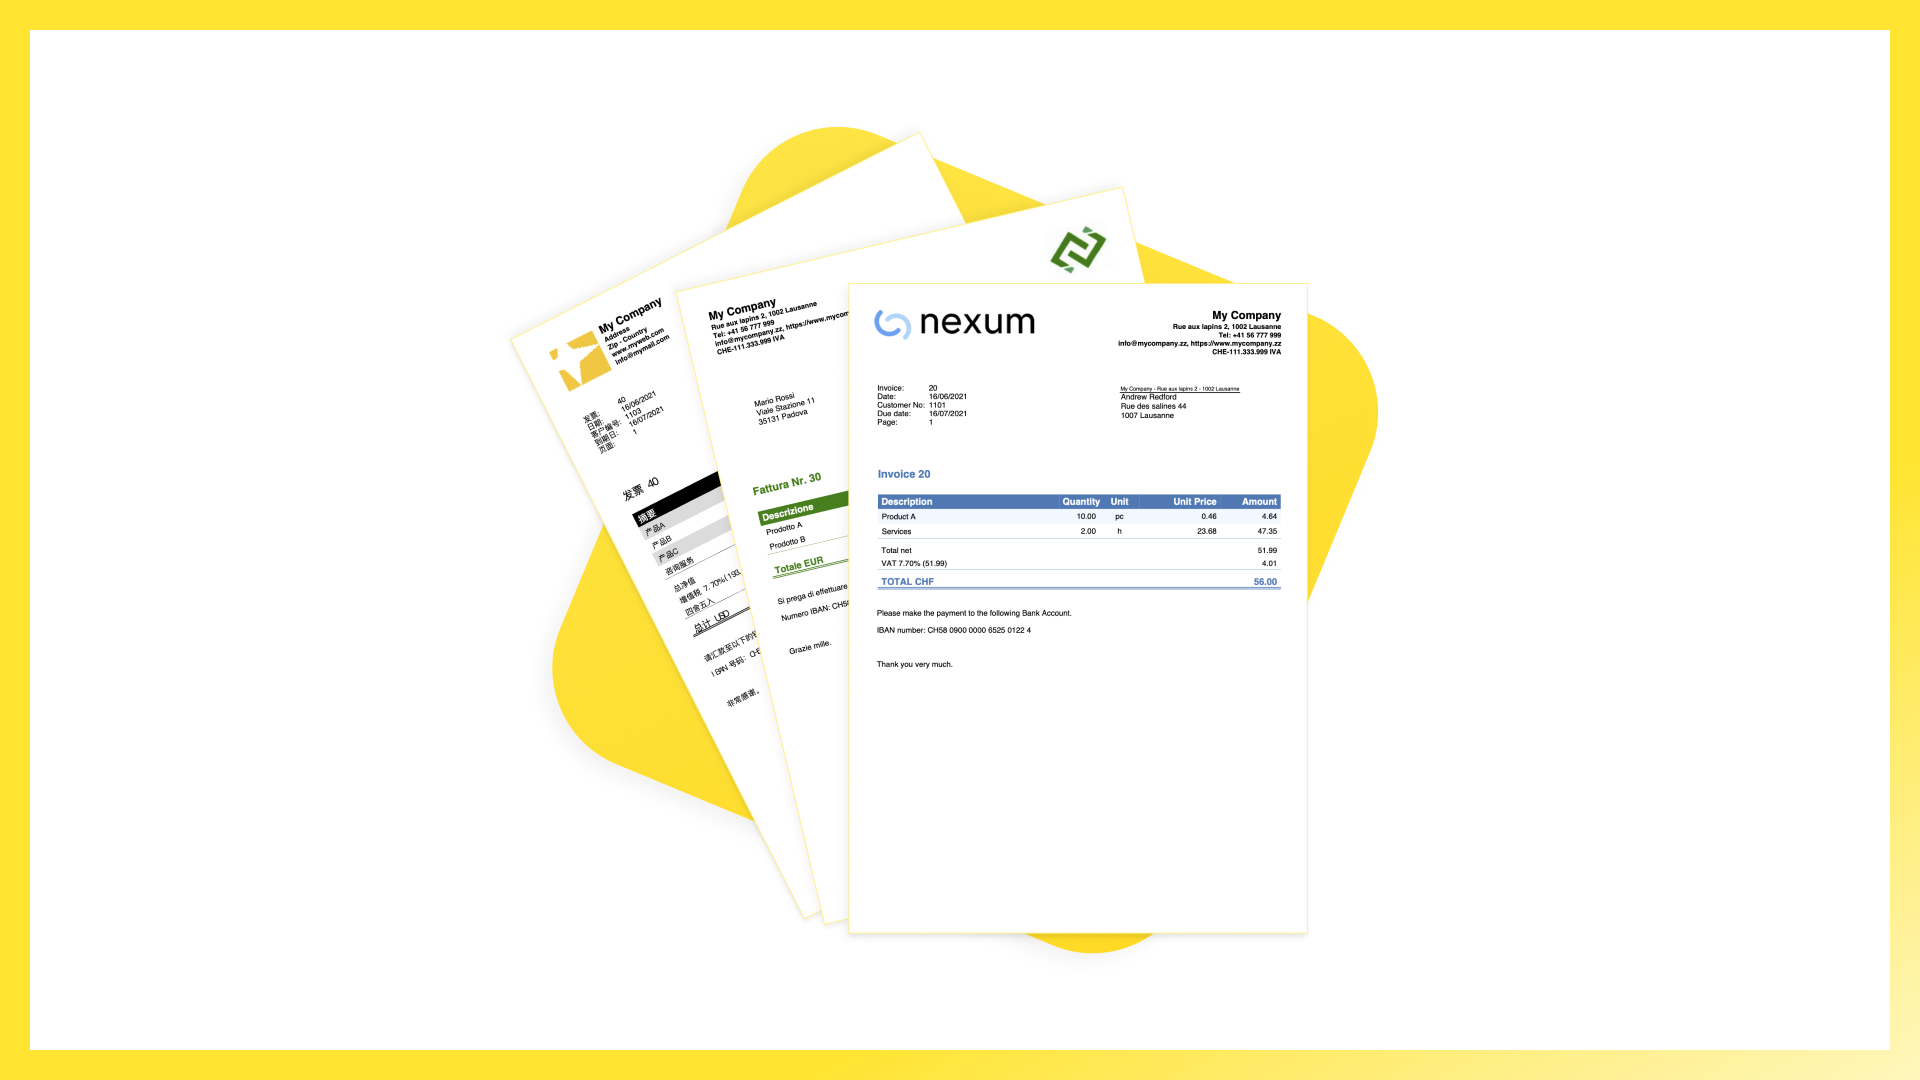 My Company
Address
Zip - Country
www.myweb.com
info@mymail.com
发票: 40
日期: 16/06/2021
客户编号: 1103
到期日: 16/07/2021
页面: 1
发票 40
摘要
产品A
产品B
产品C
咨询服务
总净值
增值税 7.70%(193.
四舍五入
总计 USD
请汇款至以下的
IBAN 号码:
非常感谢。
My Company
Rue aux lapins 2, 1002 Lausanne
Tel: +41 56 777 999
info@mycompany.zz, https://www.mycom
CHE-111.333.999 IVA
Mario Rossi
Viale Stazione 11
35131 Padova
Fattura Nr. 30
Descrizione
Prodotto A
Prodotto B
Totale EUR
Si prega di effettuare
Numero IBAN: CH58
Grazie mille.
nexum
My Company
Rue aux lapins 2, 1002 Lausanne
Tel: +41 56 777 999
info@mycompany.zz, https://www.mycompany.zz
CHE-111.333.999 IVA
Invoice: 20
Date: 16/06/2021
Customer No: 1101
Due date: 16/07/2021
Page: 1
My Company - Rue aux lapins 2 - 1002 Lausanne
Andrew Redford
Rue des salines 44
1007 Lausanne
Invoice 20
Description Quantity Unit Unit Price Amount
Product A 10.00 pc 0.46 4.64
Services 2.00 h 23.68 47.35
Total net 51.99
VAT 7.70% (51.99) 4.01
TOTAL CHF 56.00
Please make the payment to the following Bank Account.
IBAN number: CH58 0900 0000 6525 0122 4
Thank you very much.